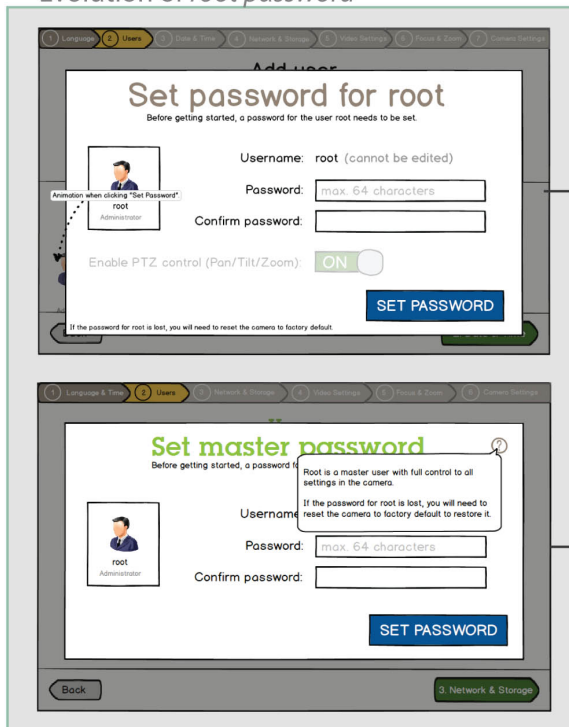 Evolution of root password
1 Language 2 Users 3 Date & Time 4 Network & Storage 5 Video Settings 6 Focus & Zoom 7 Camera Settings
Add user
Set password for root
Before getting started, a password for the user root needs to be set.
Username: root (cannot be edited)
Animation when clicking "Set Password"
Password: max. 64 characters
root
Administrator
Confirm password:
Enable PTZ control (Pan/Tilt/Zoom): ON
SET PASSWORD
If the password for root is lost, you will need to reset the camera to factory default.
1 Language & Time 2 Users 3 Network & Storage 4 Video Settings 5 Focus & Zoom 6 Camera Settings
Set master password ?
Before getting started, a password f
Root is a master user with full control to all
settings in the camera.
If the password for root is lost, you will need to
reset the camera to factory default to restore it.
Username
Password: max. 64 characters
root
Administrator
Confirm password:
SET PASSWORD
Back 3. Network & Storage